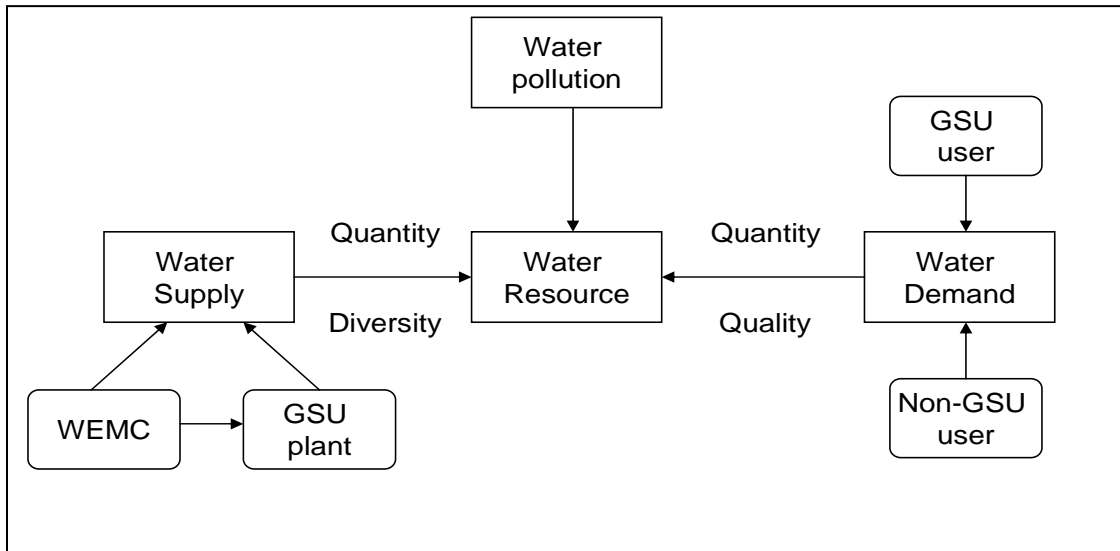 Water
pollution
GSU
user
Quantity
Quantity
Water
Supply
Water
Resource
Water
Demand
Diversity
Quality
WEMC
GSU
plant
Non-GSU
user